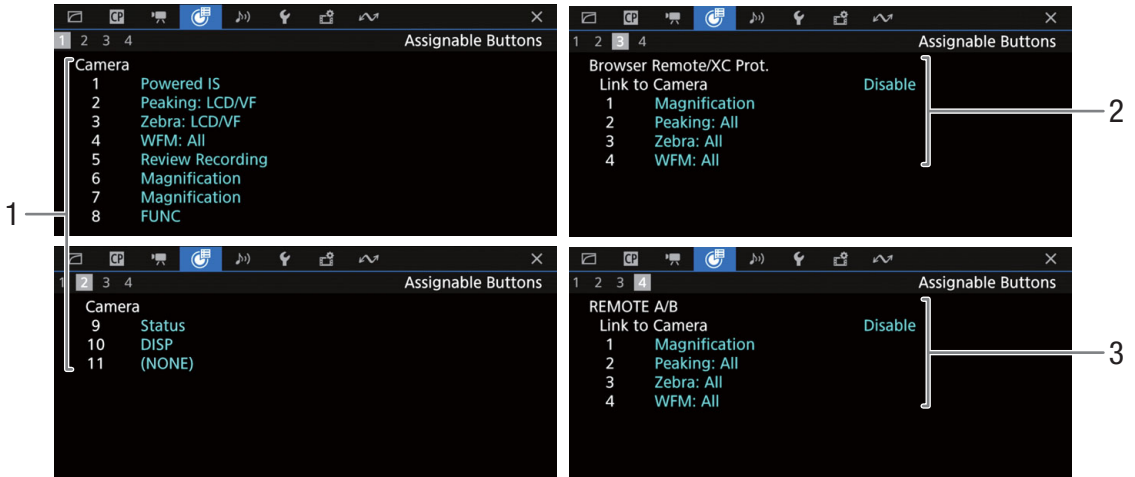 CP
1 2 3 4 Assignable Buttons
Camera
1 Powered IS
2 Peaking: LCD/VF
3 Zebra: LCD/VF
4 WFM: All
5 Review Recording
6 Magnification
7 Magnification
8 FUNC
1
CP
1 2 3 4 Assignable Buttons
Camera
9 Status
10 DISP
11 (NONE)
CP
1 2 3 4 Assignable Buttons
Browser Remote/XC Prot.
Link to Camera Disable
1 Magnification
2 Peaking: All
3 Zebra: All
4 WFM: All
2
CP
1 2 3 4 Assignable Buttons
REMOTE A/B
Link to Camera Disable
1 Magnification
2 Peaking: All
3 Zebra: All
4 WFM: All
3